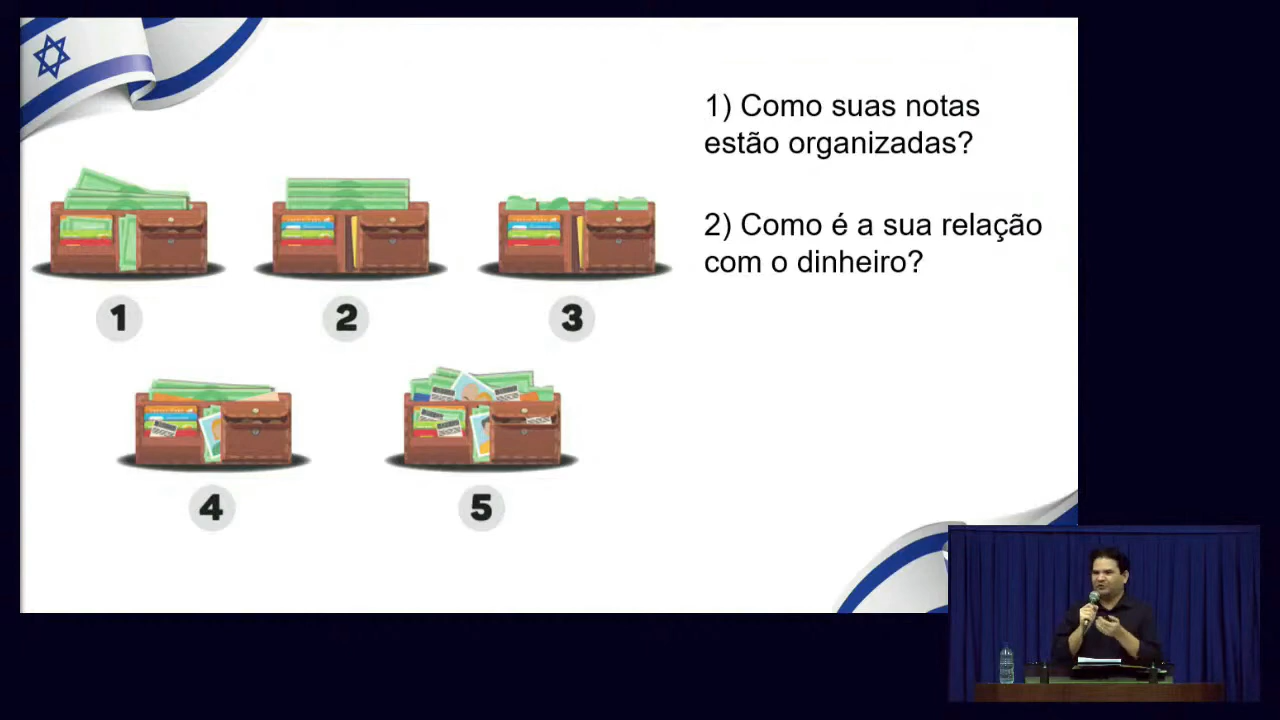 1) Como suas notas
estão organizadas?
2) Como é a sua relação
com o dinheiro?
1
2
3
4
5